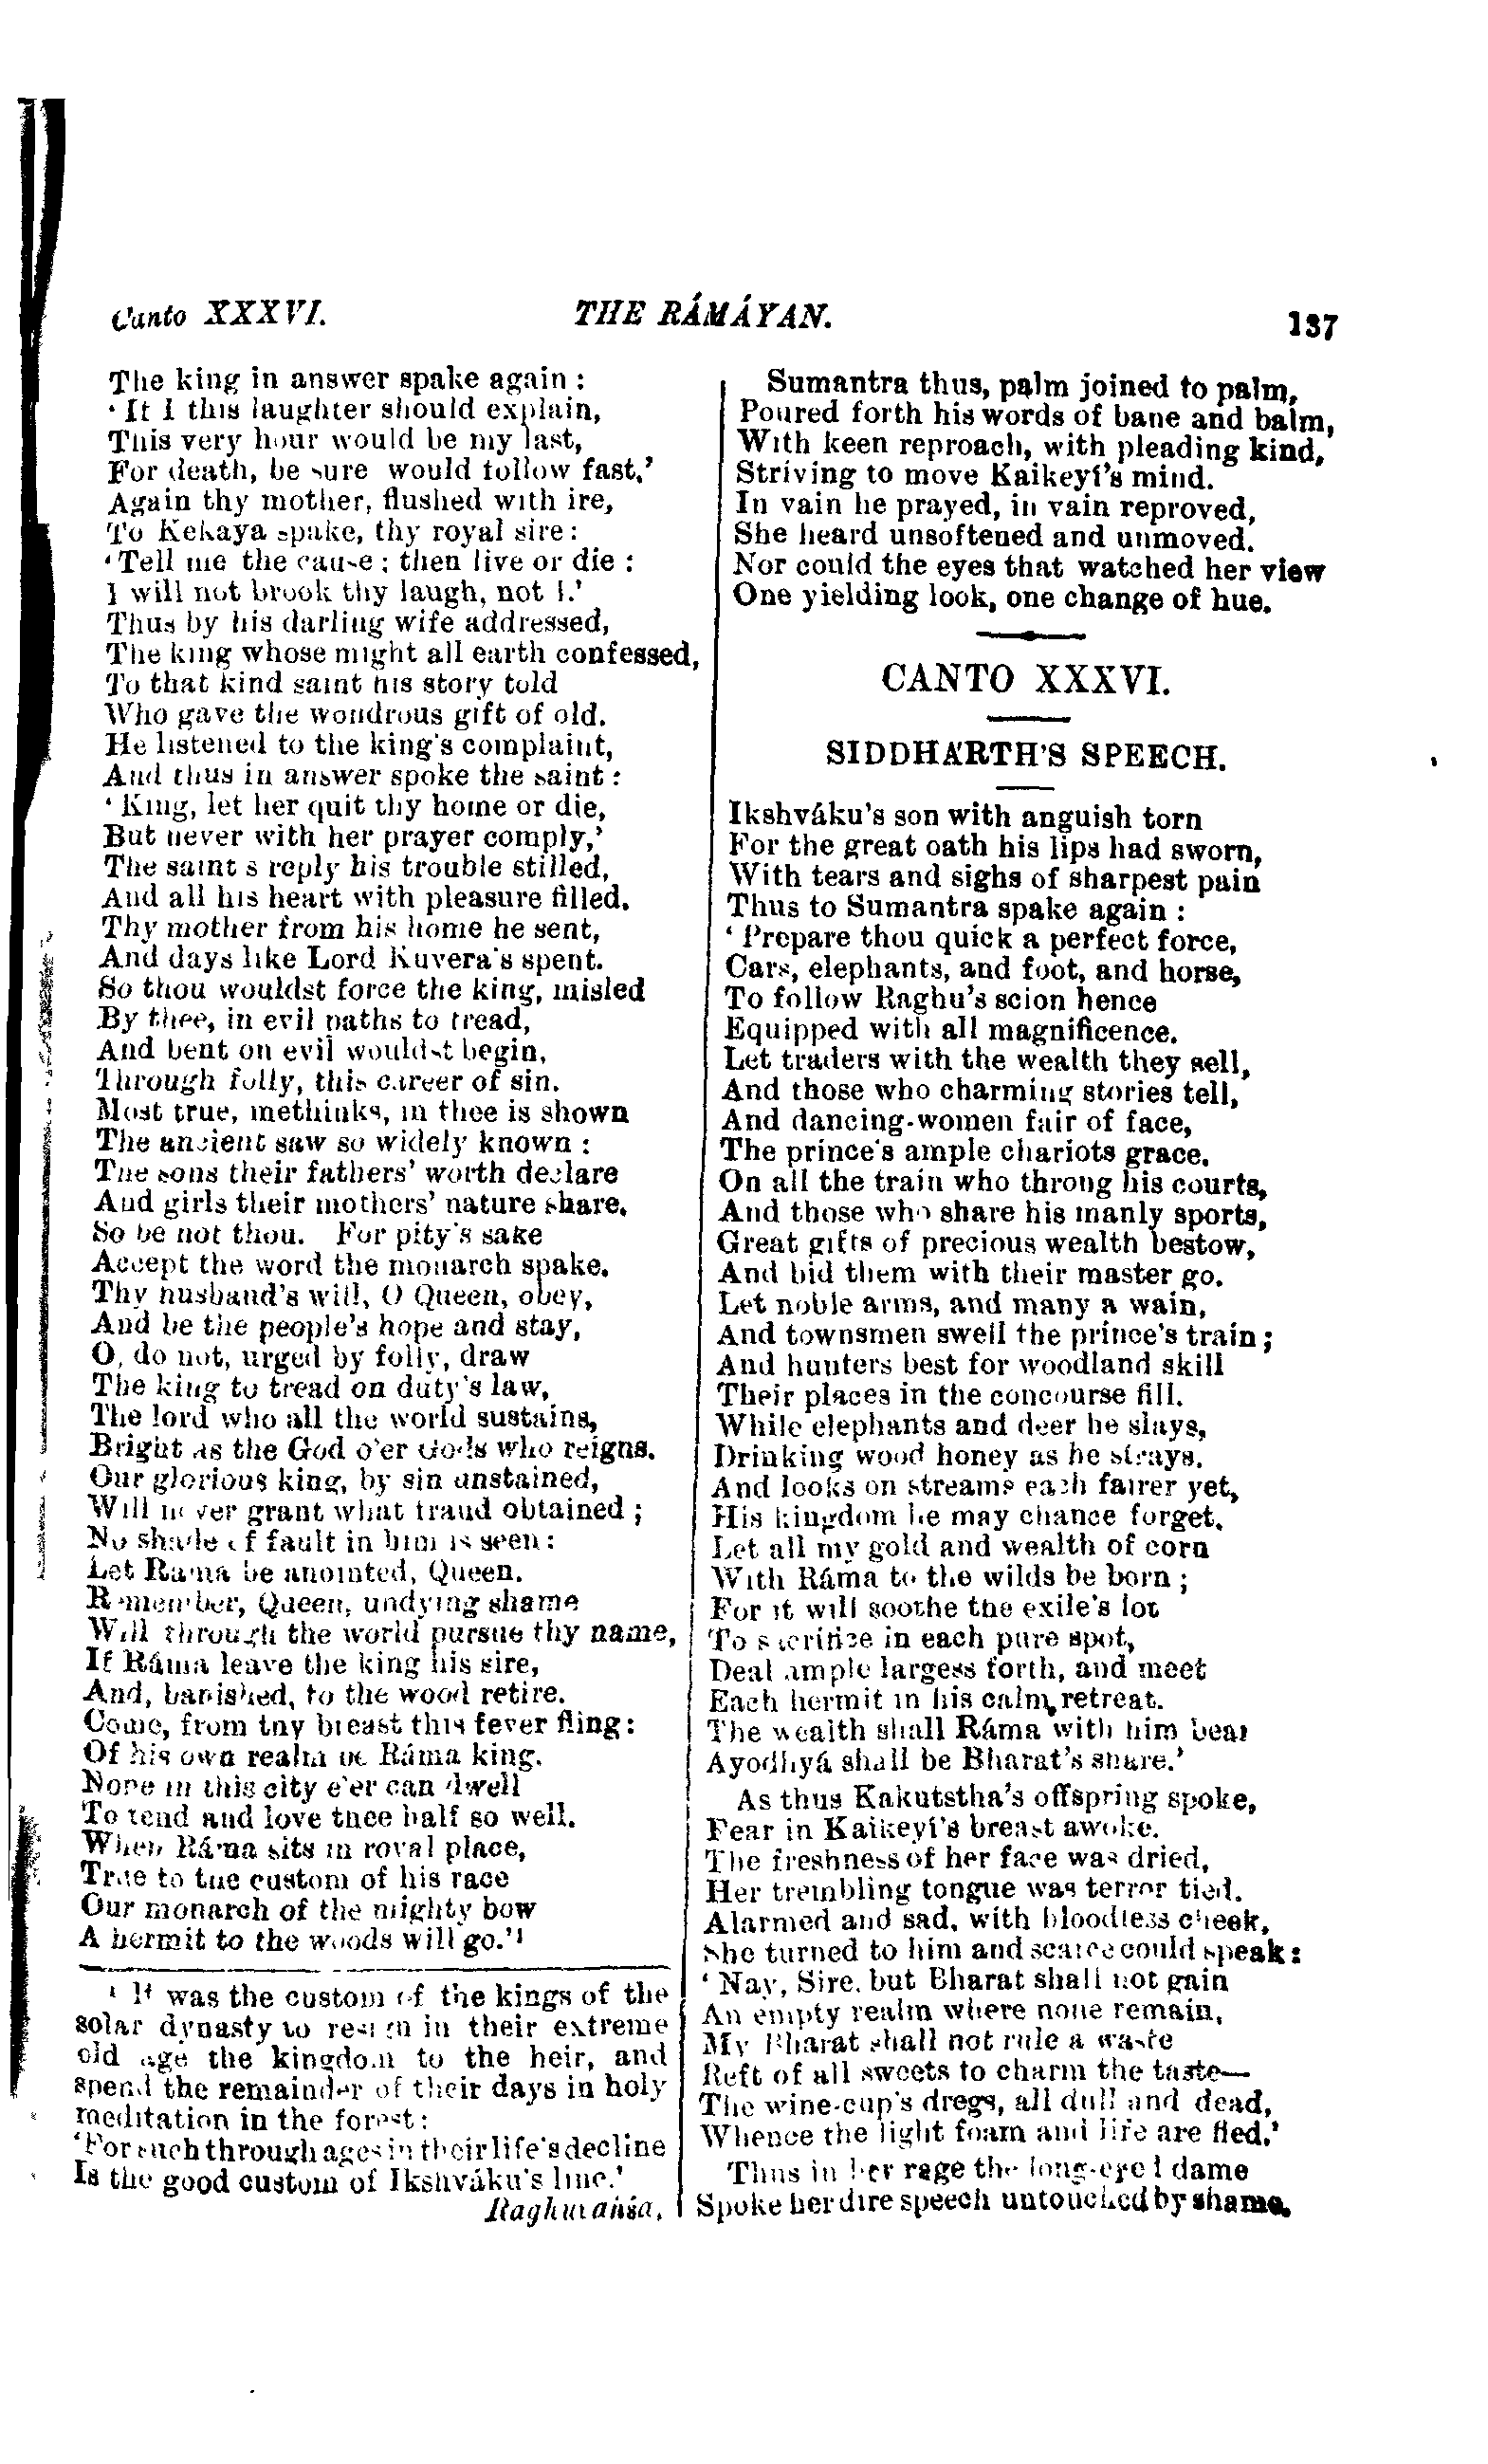 Canto XXXVI. THE RÁMÁYAN. 137
The king in answer spake again :
'If I this laughter should explain,
This very hour would be my last,
For death, be sure would follow fast.'
Again thy mother, flushed with ire,
To Kekaya spake, thy royal sire :
'Tell me the cause ; then live or die :
I will not brook thy laugh, not I.'
Thus by his darling wife addressed,
The king whose might all earth confessed,
To that kind saint his story told
Who gave the wondrous gift of old.
He listened to the king's complaint,
And thus in answer spoke the saint :
'King, let her quit thy home or die,
But never with her prayer comply,'
The saint s reply his trouble stilled,
And all his heart with pleasure filled.
Thy mother from his home he sent,
And days like Lord Kuvera's spent.
So thou wouldst force the king, misled
By thee, in evil paths to tread,
And bent on evil wouldst begin,
Through folly, this career of sin.
Most true, methinks, in thee is shown
The ancient saw so widely known :
The sons their fathers' worth declare
And girls their mothers' nature share.
So be not thou. For pity's sake
Accept the word the monarch spake.
Thy husband's will, O Queen, obey,
And be the people's hope and stay,
O, do not, urged by folly, draw
The king to tread on duty's law,
The lord who all the world sustains,
Bright as the God o'er Gods who reigns.
Our glorious king, by sin unstained,
Will never grant what fraud obtained ;
No shade of fault in him is seen :
Let Ráma be anointed, Queen.
Remember, Queen, undying shame
Will through the world pursue thy name,
If Ráma leave the king his sire,
And, banished, to the wood retire.
Come, from thy breast this fever fling :
Of his own realm be Ráma king.
None in this city e'er can dwell
To tend and love thee half so well.
When Ráma sits in royal place,
True to the custom of his race
Our monarch of the mighty bow
A hermit to the woods will go.'¹
¹ It was the custom of the kings of the
solar dynasty to resign in their extreme
old age the kingdom to the heir, and
spend the remainder of their days in holy
meditation in the forest :
'For such through ages in their life's decline
Is the good custom of Ikshváku's line.'
Raghuvaṅśa.
Sumantra thus, palm joined to palm,
Poured forth his words of bane and balm,
With keen reproach, with pleading kind,
Striving to move Kaikeyí's mind.
In vain he prayed, in vain reproved,
She heard unsoftened and unmoved.
Nor could the eyes that watched her view
One yielding look, one change of hue.
CANTO XXXVI.
SIDDHÁRTH'S SPEECH.
Ikshváku's son with anguish torn
For the great oath his lips had sworn,
With tears and sighs of sharpest pain
Thus to Sumantra spake again :
'Prepare thou quick a perfect force,
Cars, elephants, and foot, and horse,
To follow Raghu's scion hence
Equipped with all magnificence.
Let traders with the wealth they sell,
And those who charming stories tell,
And dancing-women fair of face,
The prince's ample chariots grace.
On all the train who throng his courts,
And those who share his manly sports,
Great gifts of precious wealth bestow,
And bid them with their master go.
Let noble arms, and many a wain,
And townsmen swell the prince's train ;
And hunters best for woodland skill
Their places in the concourse fill.
While elephants and deer he slays,
Drinking wood honey as he strays,
And looks on streams each fairer yet,
His kingdom he may chance forget.
Let all my gold and wealth of corn
With Ráma to the wilds be born ;
For it will soothe the exile's lot
To sacrifice in each pure spot,
Deal ample largess forth, and meet
Each hermit in his calm retreat.
The wealth shall Ráma with him bear
Ayodhyá shall be Bharat's share.'
As thus Kakutstha's offspring spoke,
Fear in Kaikeyí's breast awoke.
The freshness of her face was dried,
Her trembling tongue was terror tied.
Alarmed and sad, with bloodless cheek,
She turned to him and scarce could speak :
'Nay, Sire, but Bharat shall not gain
An empty realm where none remain.
My Bharat shall not rule a waste
Reft of all sweets to charm the taste—
The wine-cup's dregs, all dull and dead,
Whence the light foam and life are fled.'
Thus in her rage the long-eyed dame
Spoke her dire speech untouched by shame.